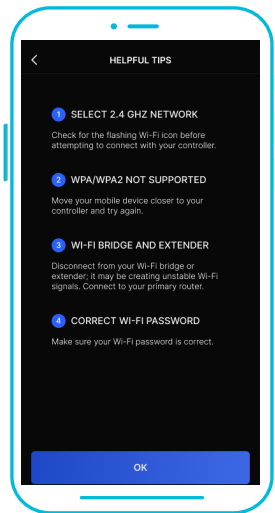 HELPFUL TIPS
1 SELECT 2.4 GHZ NETWORK
Check for the flashing Wi-Fi icon before
attempting to connect with your controller.
2 WPA/WPA2 NOT SUPPORTED
Move your mobile device closer to your
controller and try again.
3 WI-FI BRIDGE AND EXTENDER
Disconnect from your Wi-Fi bridge or
extender; it may be creating unstable Wi-Fi
signals. Connect to your primary router.
4 CORRECT WI-FI PASSWORD
Make sure your Wi-Fi password is correct.
OK